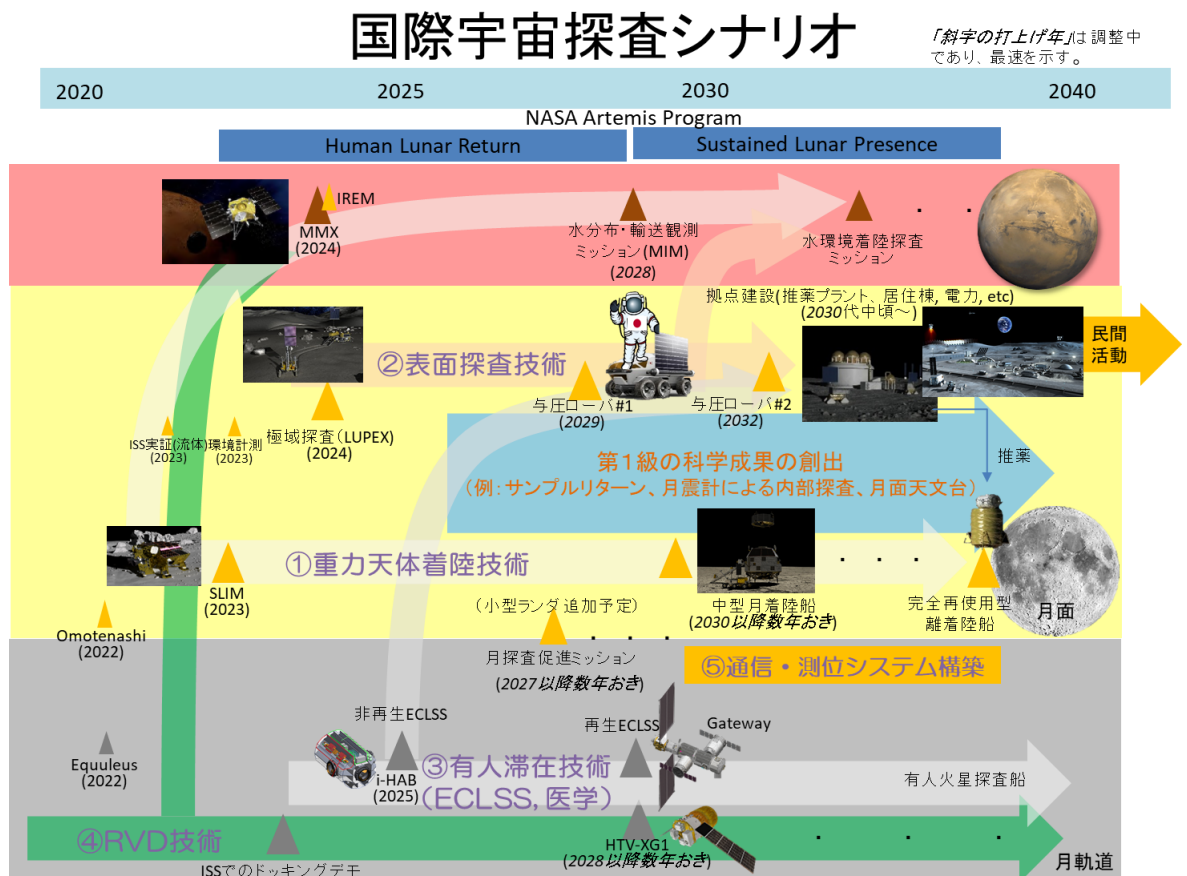 国際宇宙探査シナリオ
「斜字の打上げ年」は調整中
であり、最速を示す。
2020 2025 2030 2040
NASA Artemis Program
Human Lunar Return
Sustained Lunar Presence
IREM
MMX
(2024)
水分布・輸送観測
ミッション(MIM)
(2028)
水環境着陸探査
ミッション
拠点建設(推薬プラント、居住棟, 電力, etc)
(2030代中頃～)
民間
活動
②表面探査技術
与圧ローバ#1
(2029)
与圧ローバ#2
(2032)
ISS実証(流体)
(2023)
環境計測
(2023)
極域探査(LUPEX)
(2024)
第１級の科学成果の創出
（例：サンプルリターン、月震計による内部探査、月面天文台）
推薬
①重力天体着陸技術
SLIM
(2023)
Omotenashi
(2022)
（小型ランダ追加予定）
中型月着陸船
(2030以降数年おき)
完全再使用型
離着陸船
月面
月探査促進ミッション
(2027以降数年おき)
⑤通信・測位システム構築
非再生ECLSS
再生ECLSS
Gateway
Equuleus
(2022)
i-HAB
(2025)
③有人滞在技術
(ECLSS, 医学)
有人火星探査船
④RVD技術
HTV-XG1
(2028以降数年おき)
月軌道
ISSでのドッキングデモ